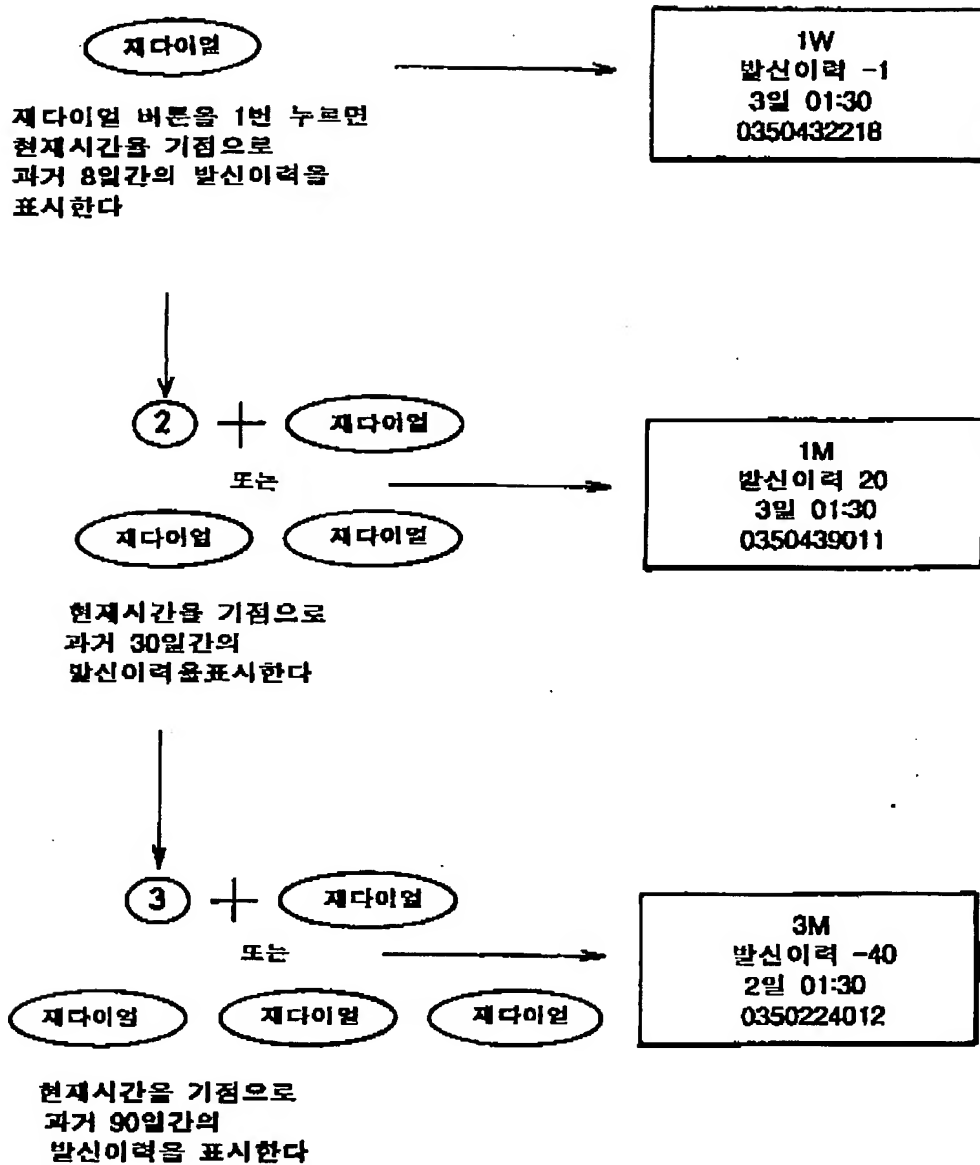 재다이얼
재다이얼 버튼을 1번 누르면
현재시간을 기점으로
과거 8일간의 발신이력을
표시한다
1W
발신이력 -1
3일 01:30
0350432218
2 + 재다이얼
또는
재다이얼 재다이얼
현재시간을 기점으로
과거 30일간의
발신이력을표시한다
1M
발신이력 20
3일 01:30
0350439011
3 + 재다이얼
또는
재다이얼 재다이얼 재다이얼
현재시간을 기점으로
과거 90일간의
발신이력을 표시한다
3M
발신이력 -40
2일 01:30
0350224012